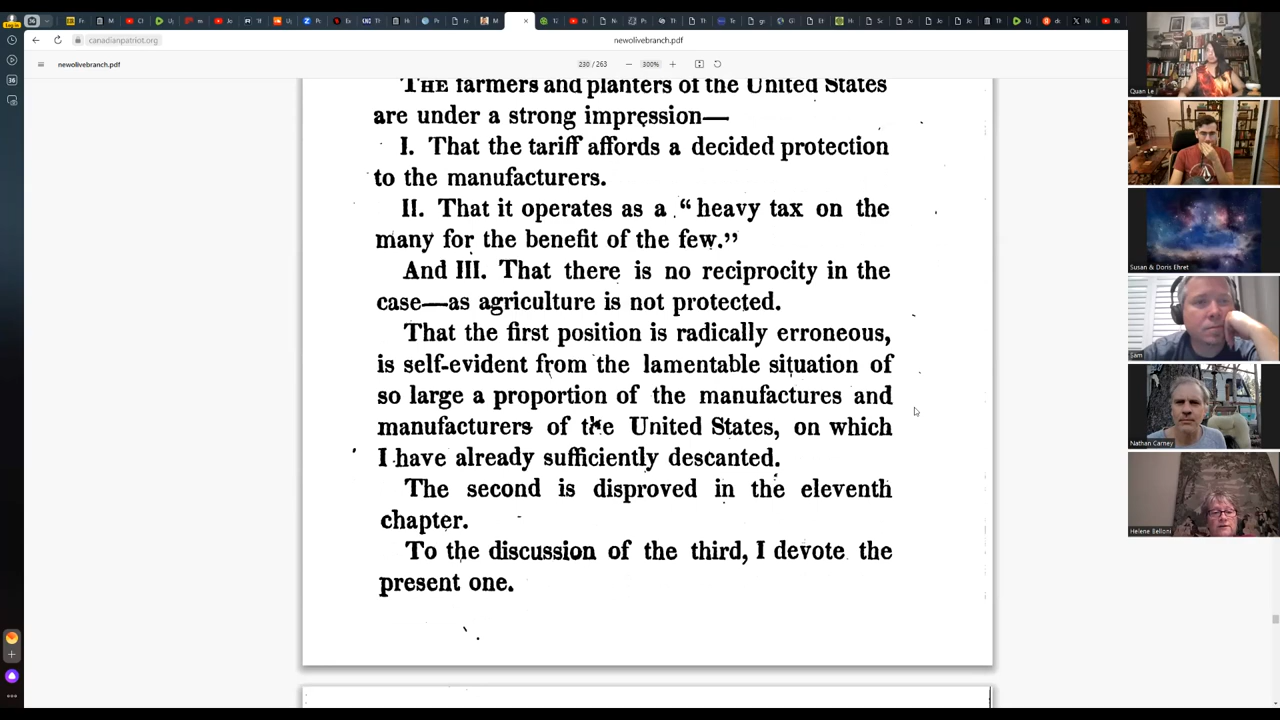 canadianpatriot.org
newolivebranch.pdf
newolivebranch.pdf
230 / 263
300%
THE farmers and planters of the United States
are under a strong impression—
I. That the tariff affords a decided protection
to the manufacturers.
II. That it operates as a “heavy tax on the
many for the benefit of the few.”
And III. That there is no reciprocity in the
case—as agriculture is not protected.
That the first position is radically erroneous,
is self-evident from the lamentable situation of
so large a proportion of the manufactures and
manufacturers of the United States, on which
I have already sufficiently descanted.
The second is disproved in the eleventh
chapter.
To the discussion of the third, I devote the
present one.
Quan Le
Susan & Doris Ehret
Sam
Nathan Carney
Helene Belloni